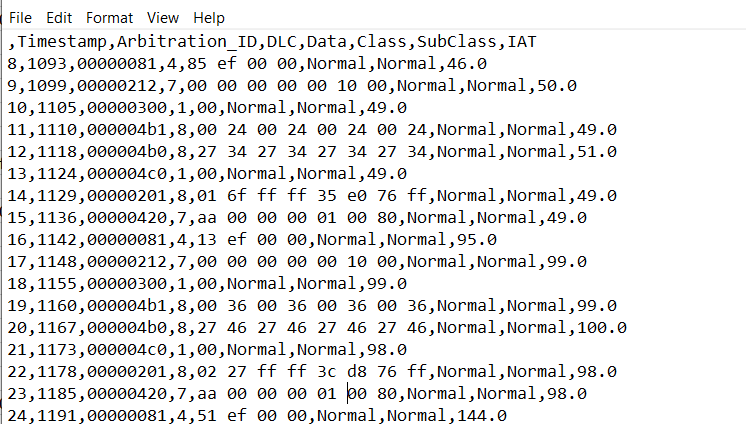 File Edit Format View Help
,Timestamp,Arbitration_ID,DLC,Data,Class,SubClass,IAT
8,1093,00000081,4,85 ef 00 00,Normal,Normal,46.0
9,1099,00000212,7,00 00 00 00 00 10 00,Normal,Normal,50.0
10,1105,00000300,1,00,Normal,Normal,49.0
11,1110,000004b1,8,00 24 00 24 00 24 00 24,Normal,Normal,49.0
12,1118,000004b0,8,27 34 27 34 27 34 27 34,Normal,Normal,51.0
13,1124,000004c0,1,00,Normal,Normal,49.0
14,1129,00000201,8,01 6f ff ff 35 e0 76 ff,Normal,Normal,49.0
15,1136,00000420,7,aa 00 00 00 01 00 80,Normal,Normal,49.0
16,1142,00000081,4,13 ef 00 00,Normal,Normal,95.0
17,1148,00000212,7,00 00 00 00 00 10 00,Normal,Normal,99.0
18,1155,00000300,1,00,Normal,Normal,99.0
19,1160,000004b1,8,00 36 00 36 00 36 00 36,Normal,Normal,99.0
20,1167,000004b0,8,27 46 27 46 27 46 27 46,Normal,Normal,100.0
21,1173,000004c0,1,00,Normal,Normal,98.0
22,1178,00000201,8,02 27 ff ff 3c d8 76 ff,Normal,Normal,98.0
23,1185,00000420,7,aa 00 00 00 01 00 80,Normal,Normal,98.0
24,1191,00000081,4,51 ef 00 00,Normal,Normal,144.0